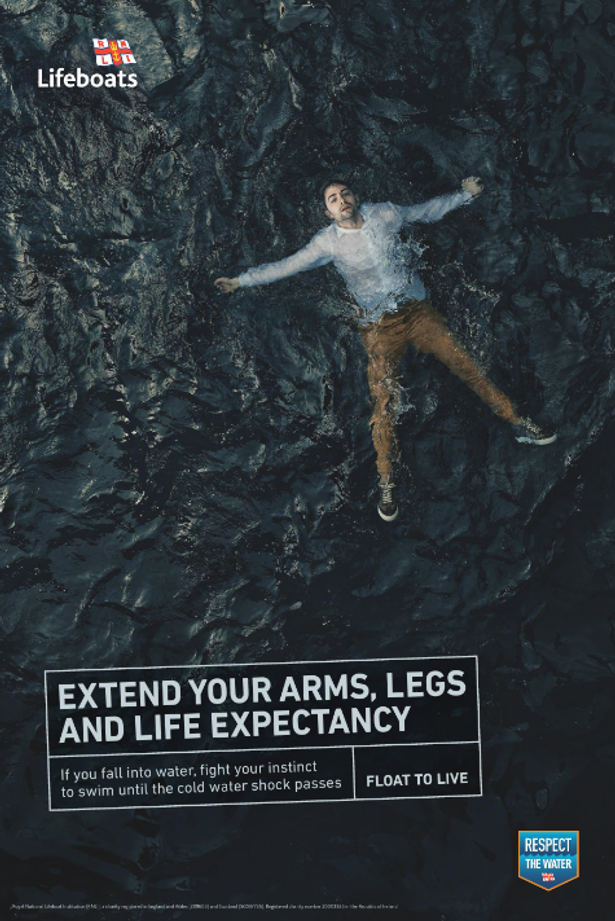 RNLI
Lifeboats
EXTEND YOUR ARMS, LEGS
AND LIFE EXPECTANCY
If you fall into water, fight your instinct
to swim until the cold water shock passes
FLOAT TO LIVE
RESPECT
THE WATER